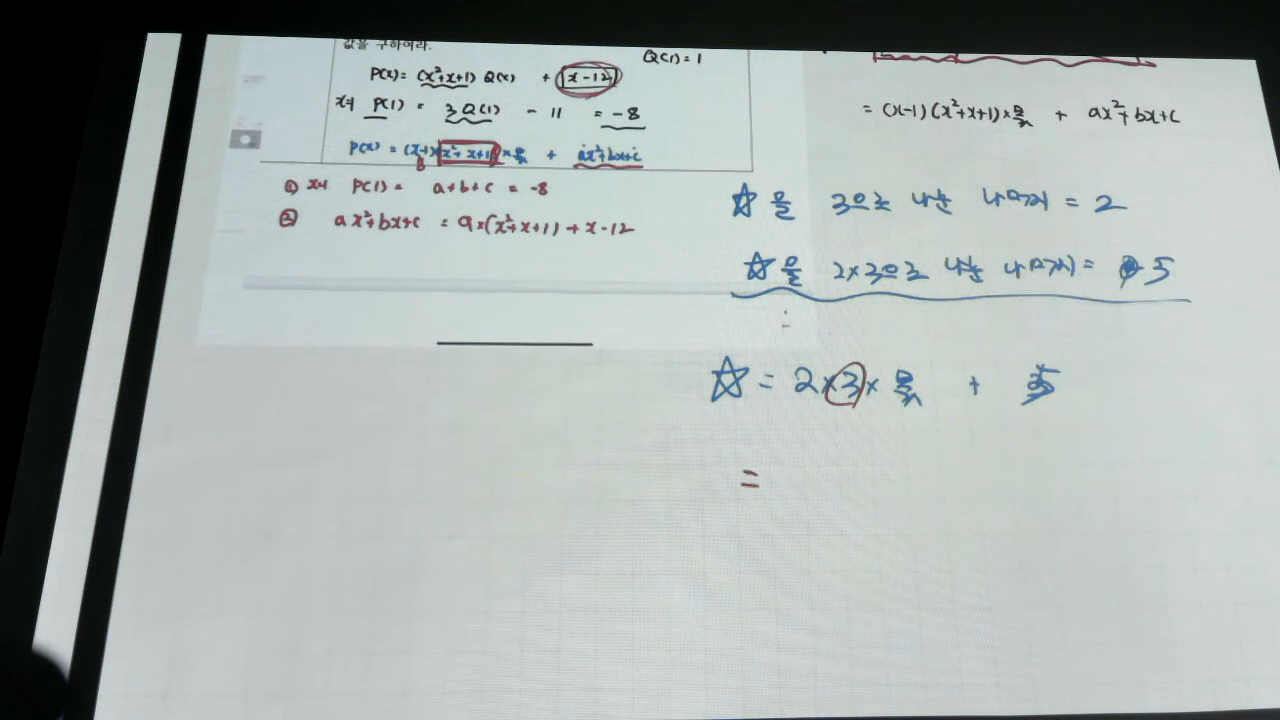 값을 구하여라.
Q(1) = 1
P(x) = (x²+x+1) Q(x) + x-12
P(1) = 3Q(1) - 11 = -8
P(x) = (x-1)(x²+x+1)×몫 + ax²+bx+c
① P(1) = a+b+c = -8
② ax²+bx+c = a×(x²+x+1) + x-12
= (x-1)(x²+x+1)×몫 + ax²+bx+c
☆을 3으로 나눈 나머지 = 2
☆을 2×3으로 나눈 나머지 = 5
☆ = 2×3×몫 + 5
=